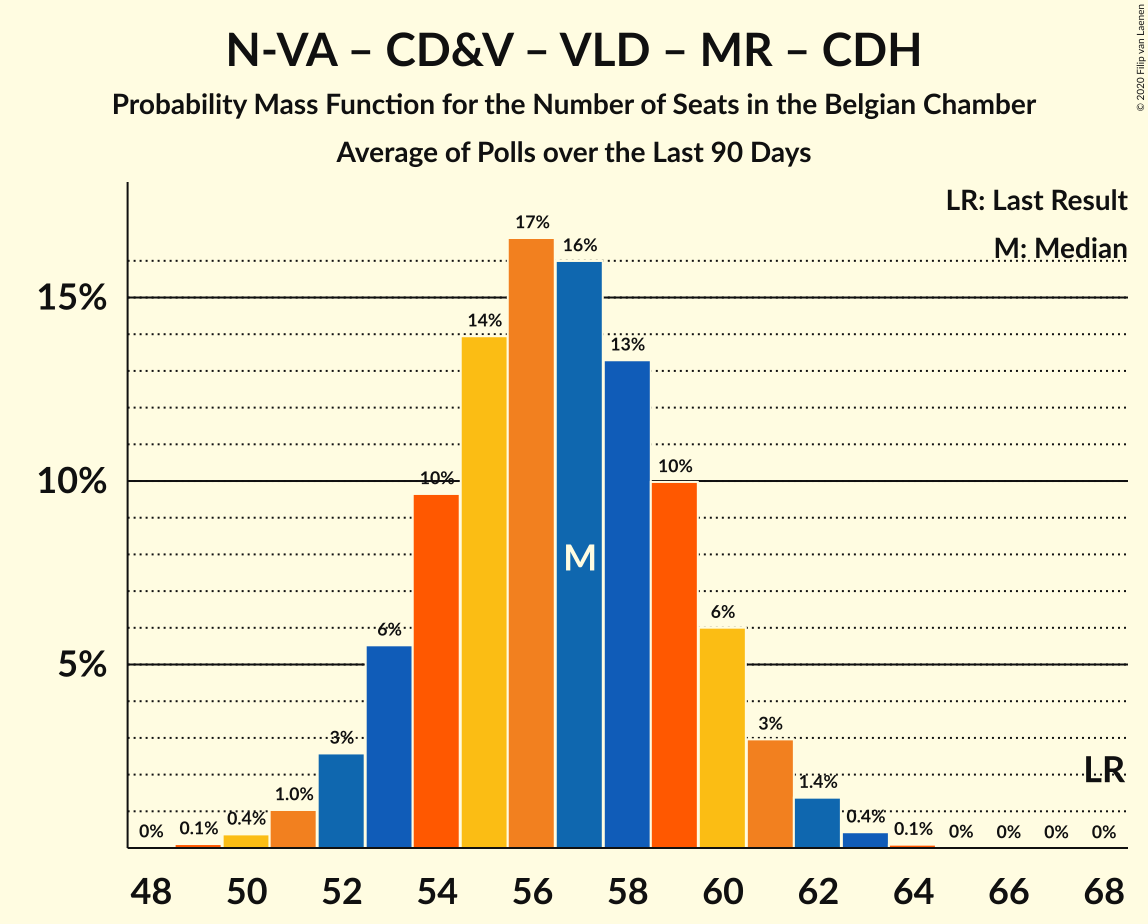 N-VA – CD&V – VLD – MR – CDH
Probability Mass Function for the Number of Seats in the Belgian Chamber
Average of Polls over the Last 90 Days
© 2020 Filip van Laenen
LR: Last Result
M: Median
15%
10%
5%
0%
0.1%
0.4%
1.0%
3%
6%
10%
14%
17%
16%
13%
10%
6%
3%
1.4%
0.4%
0.1%
0%
0%
0%
0%
M
LR
48 50 52 54 56 58 60 62 64 66 68